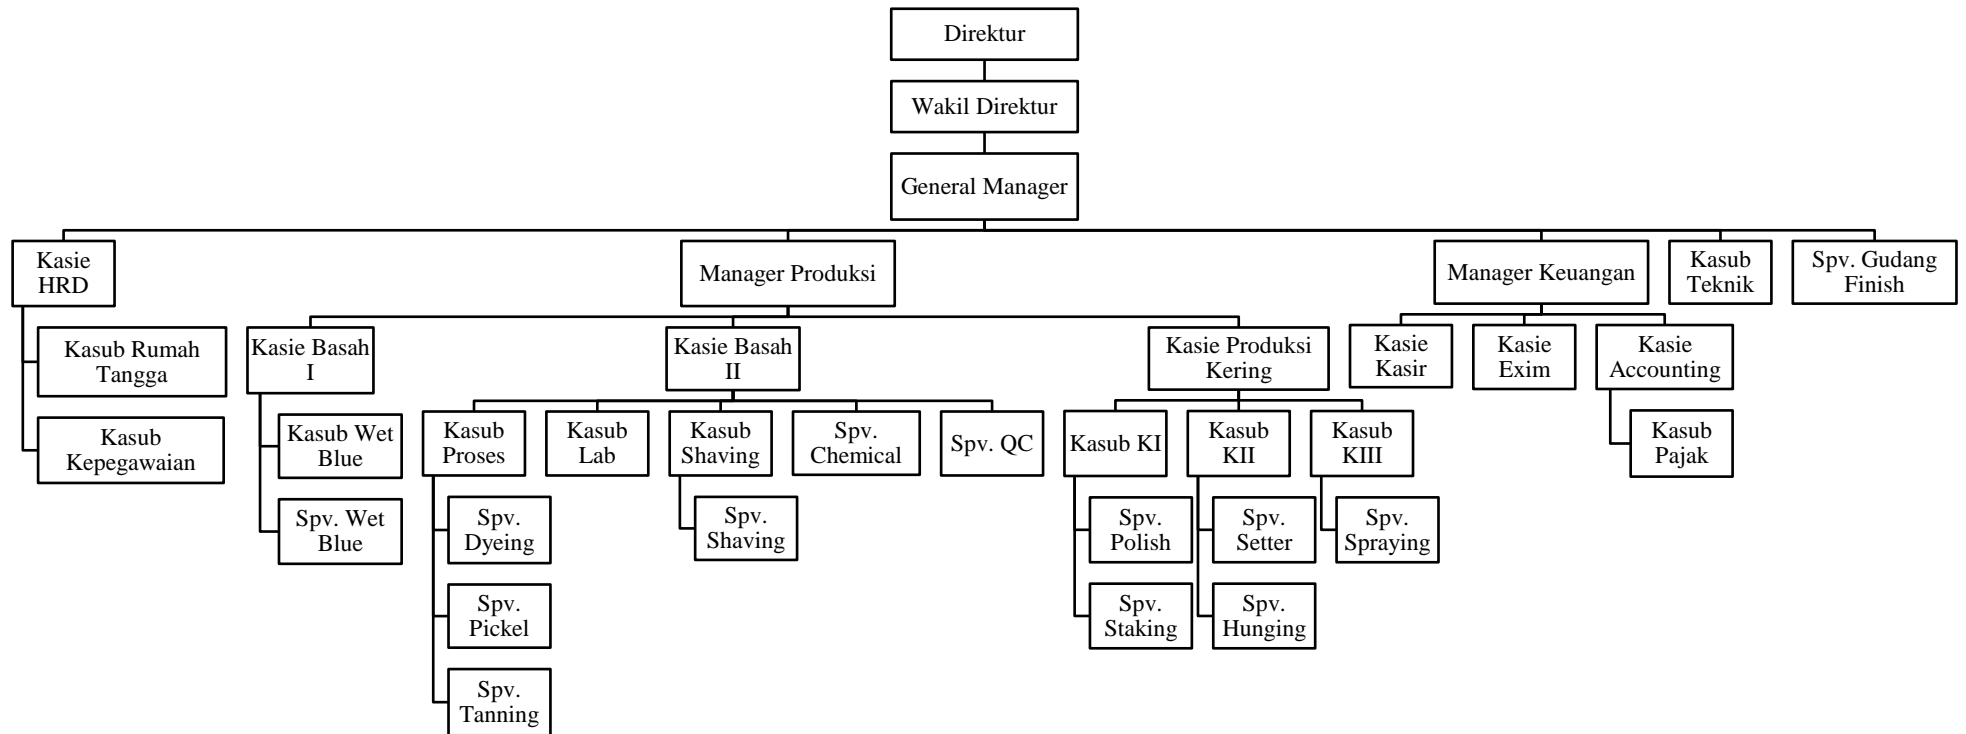 Direktur
Wakil Direktur
General Manager
Kasie
HRD
Manager Produksi
Manager Keuangan
Kasub
Teknik
Spv. Gudang
Finish
Kasub Rumah
Tangga
Kasub
Kepegawaian
Kasie Basah
I
Kasie Basah
II
Kasie Produksi
Kering
Kasie
Kasir
Kasie
Exim
Kasie
Accounting
Kasub Wet
Blue
Spv. Wet
Blue
Kasub
Proses
Kasub
Lab
Kasub
Shaving
Spv.
Chemical
Spv. QC
Kasub KI
Kasub
KII
Kasub
KIII
Kasub
Pajak
Spv.
Dyeing
Spv.
Pickel
Spv.
Tanning
Spv.
Shaving
Spv.
Polish
Spv.
Staking
Spv.
Setter
Spv.
Hunging
Spv.
Spraying